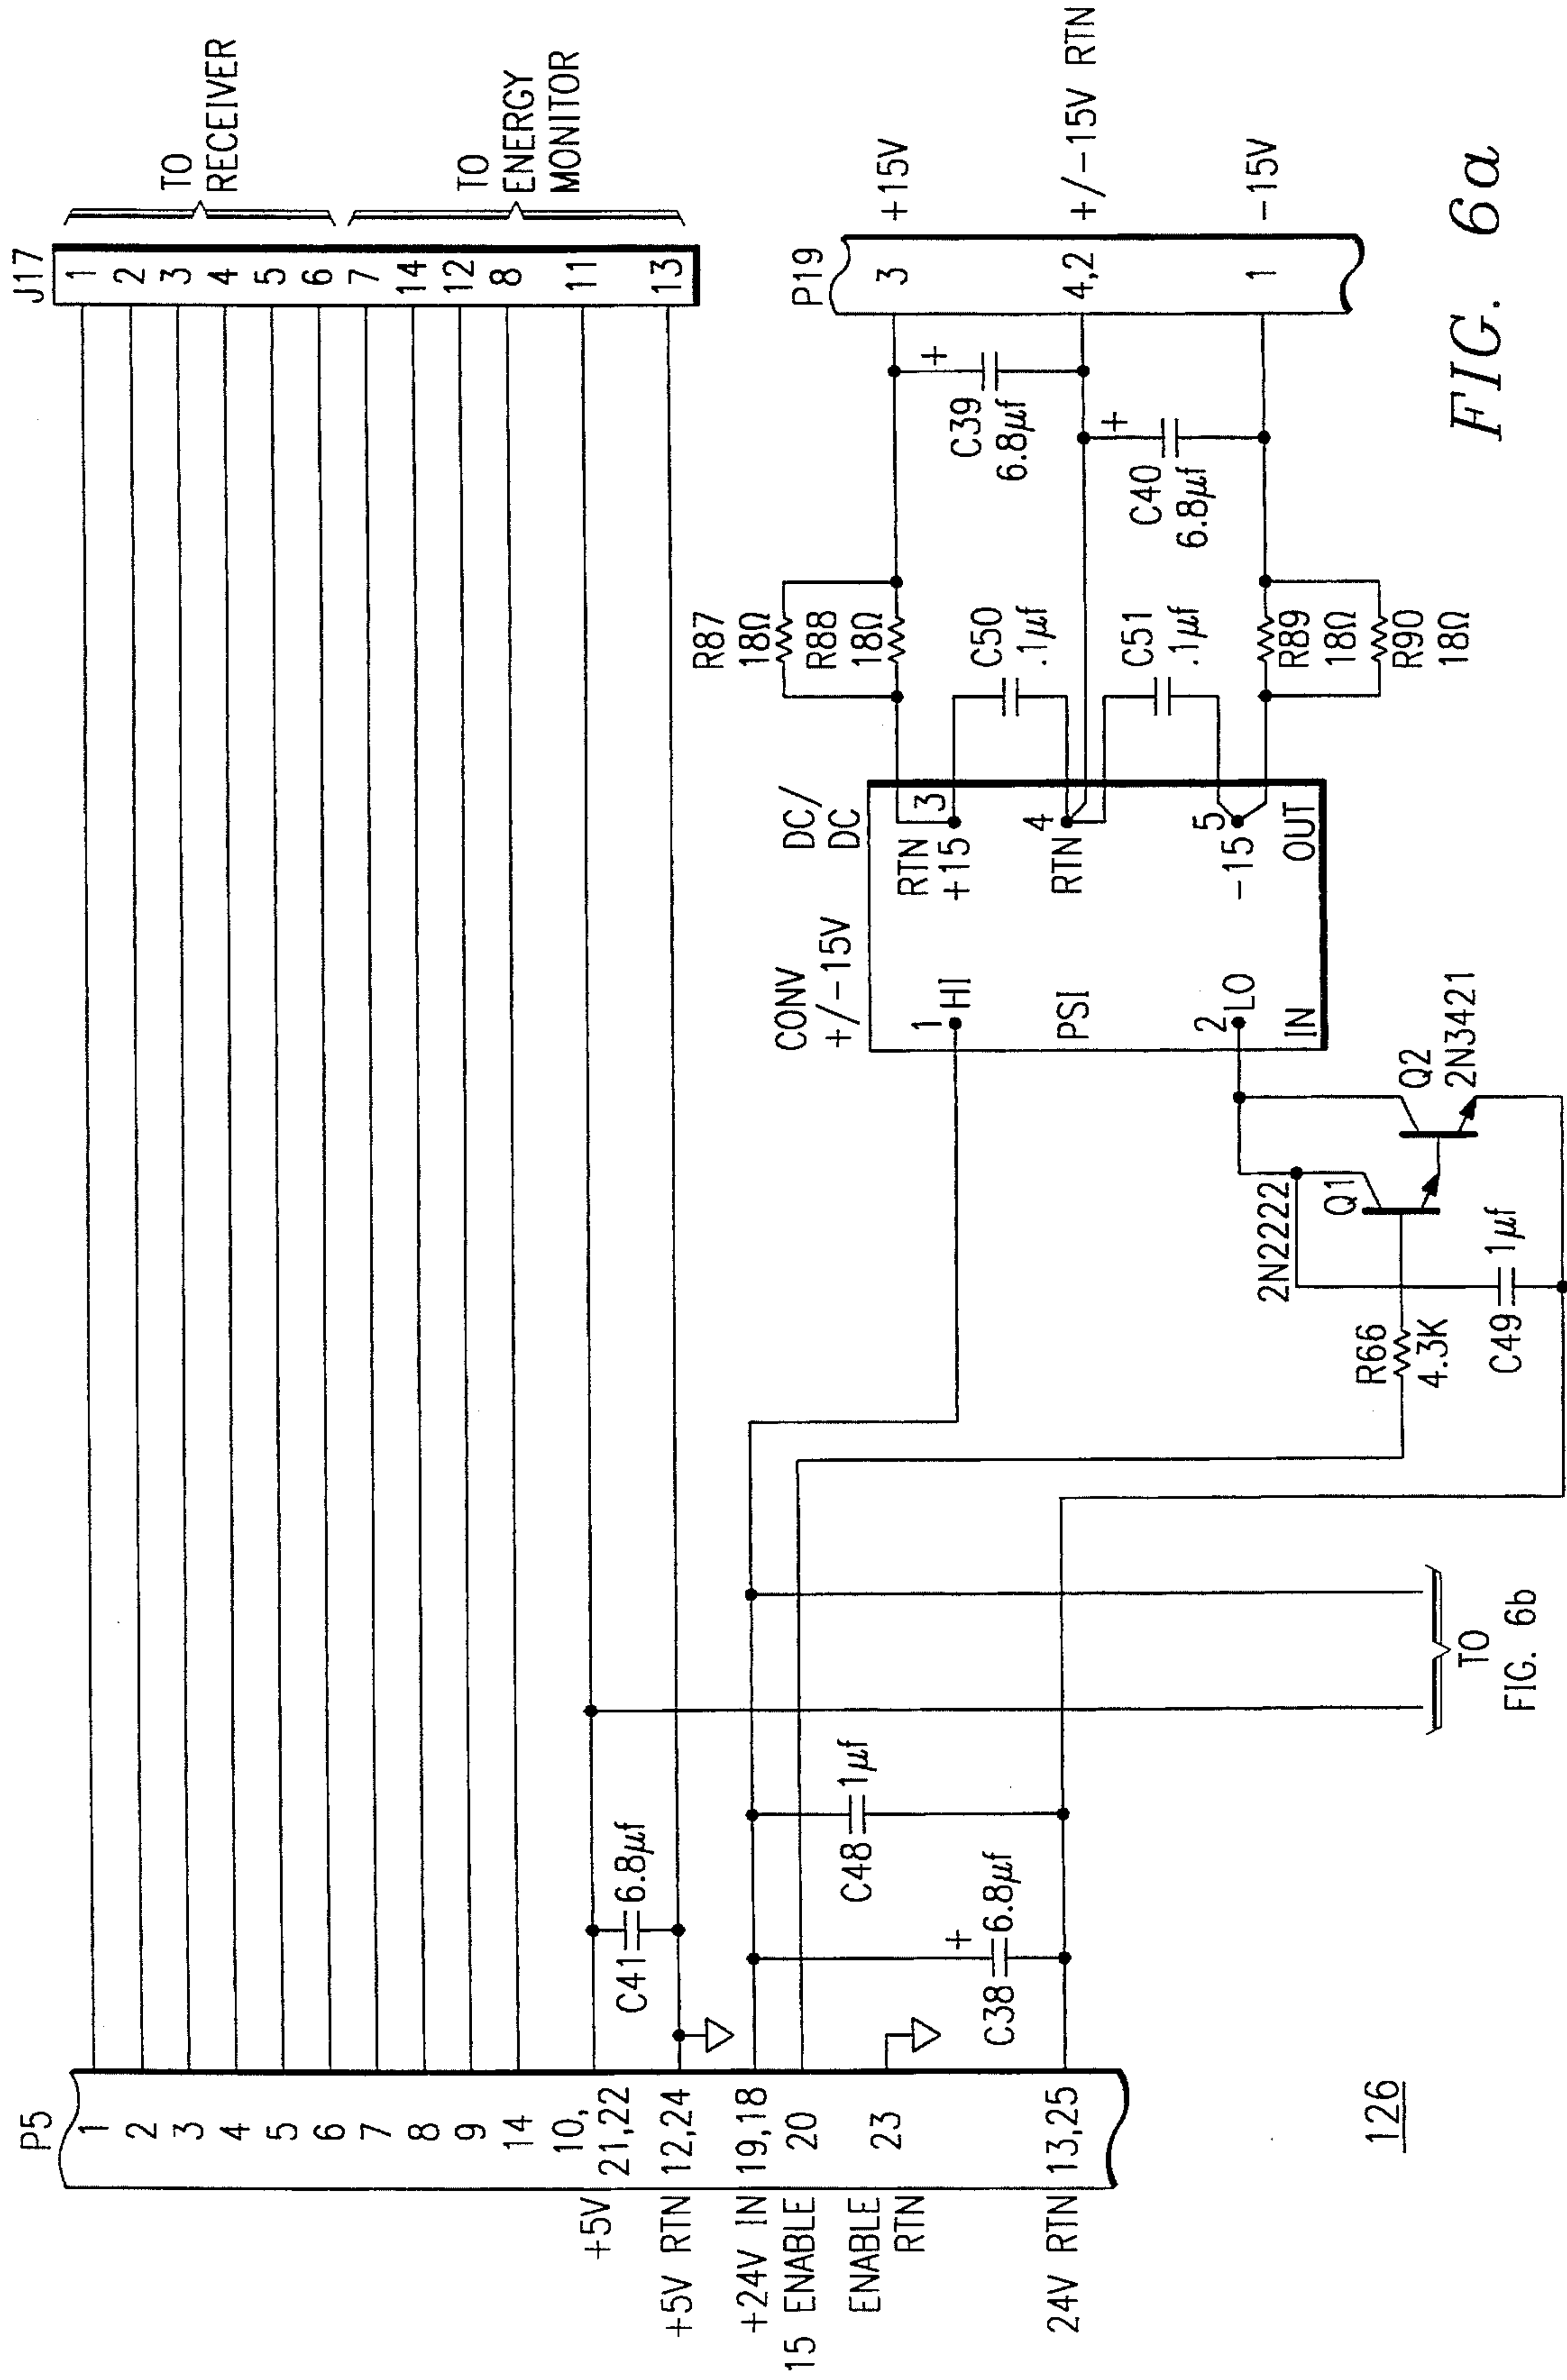 P5
1
2
3
4
5
6
7
8
9
14
10,
21,22
12,24
19,18
20
23
13,25
+5V
+5V RTN
+24V IN
15 ENABLE
ENABLE
RTN
24V RTN
C41
6.8µf
C48
1µf
C38
+
6.8µf
TO
FIG. 6b
J17
1
2
3
4
5
6
7
14
12
8
11
13
TO
RECEIVER
TO
ENERGY
MONITOR
R66
4.3K
C49
1µf
2N2222
Q1
Q2
2N3421
CONV
+/-15V
DC/
DC
1
HI
PSI
2
LO
IN
RTN
+15
3
4
RTN
5
-15
OUT
R87
18Ω
R88
18Ω
C50
.1µf
C51
.1µf
R89
18Ω
R90
18Ω
+
C39
6.8µf
+
C40
6.8µf
P19
3
4,2
1
+15V
+/-15V RTN
-15V
126
FIG. 6a